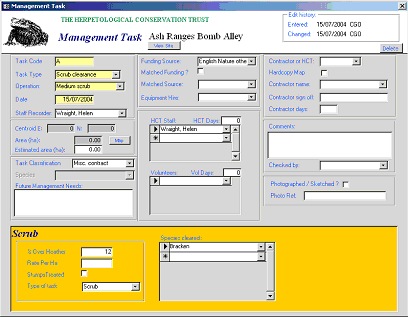 Management Task
THE HERPETOLOGICAL CONSERVATION TRUST
Management Task Ash Ranges Bomb Alley
View Site
Edit history
Entered: 15/07/2004 CGO
Changed: 15/07/2004 CGO
Delete
Task Code A
Task Type Scrub clearance
Operation: Medium scrub
Date 15/07/2004
Staff Recorder: Wraight, Helen
Centroid E: 0 N: 0
Area (ha): 0.00
Estimated area (ha): 0.00
Task Classification Misc. contract
Species
Future Management Needs:
Funding Source: English Nature othe
Matched Funding ?
Matched Source:
Equipment Hire:
HCT Staff: HCT Days: 0
Wraight, Helen
Volunteers: Vol Days: 0
Contractor or HCT:
Hardcopy Map:
Contractor name:
Contractor sign off:
Contractor days
Comments:
Checked by:
Photographed / Sketched ?
Photo Ref:
Scrub
% Over Heather 12
Rate Per Ha
StumpsTreated
Type of task: Scrub
Species cleared:
Bracken